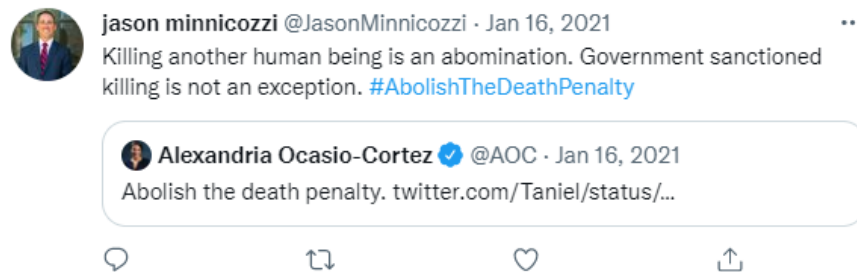 jason minnicozzi @JasonMinnicozzi · Jan 16, 2021
Killing another human being is an abomination. Government sanctioned
killing is not an exception. #AbolishTheDeathPenalty
Alexandria Ocasio-Cortez @AOC · Jan 16, 2021
Abolish the death penalty. twitter.com/Taniel/status/...